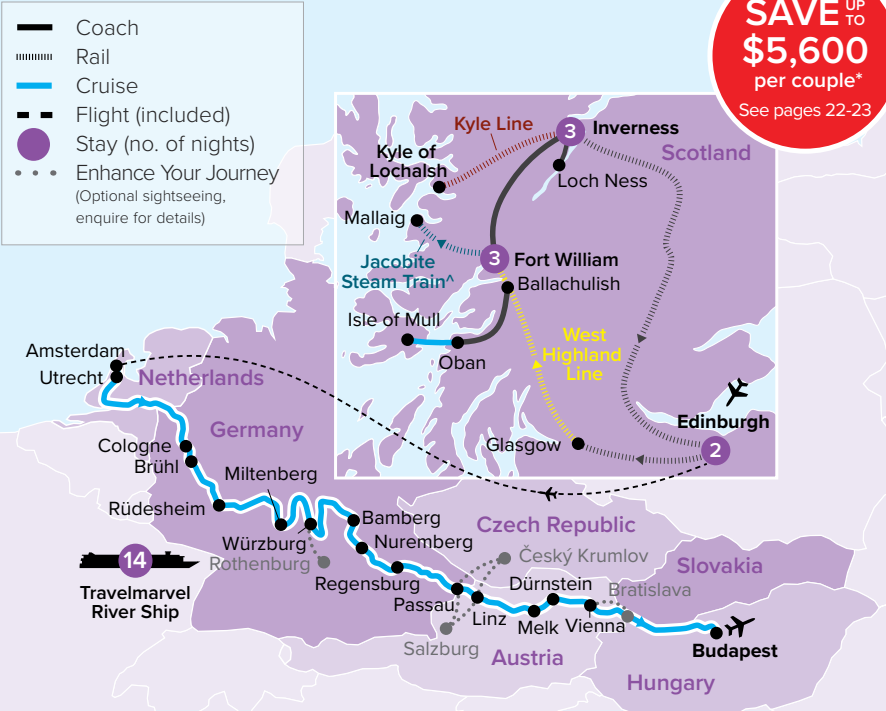 SAVE UP TO
$5,600
per couple*
See pages 22-23
Coach
Rail
Cruise
Flight (included)
Stay (no. of nights)
Enhance Your Journey
(Optional sightseeing,
enquire for details)
Kyle Line
3
Inverness
Scotland
Kyle of
Lochalsh
Loch Ness
Mallaig
3
Fort William
Jacobite
Steam Train^
Ballachulish
Isle of Mull
Oban
West
Highland
Line
Edinburgh
2
Glasgow
Amsterdam
Utrecht
Netherlands
Germany
Cologne
Brühl
Miltenberg
Rüdesheim
Bamberg
Würzburg
Nuremberg
Rothenburg
Regensburg
Czech Republic
Český Krumlov
Slovakia
14
Travelmarvel
River Ship
Passau
Linz
Dürnstein
Melk
Vienna
Bratislava
Salzburg
Austria
Budapest
Hungary